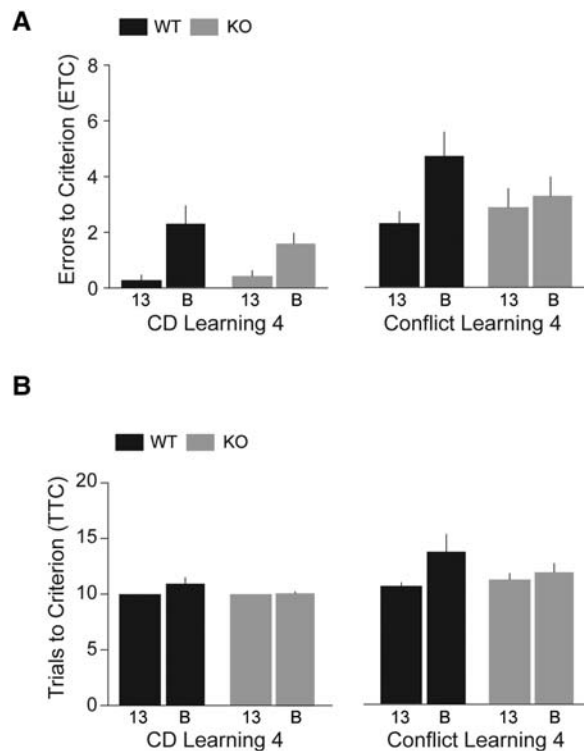 A
WT KO
Errors to Criterion (ETC)
8
6
4
2
0
13 B 13 B 13 B 13 B
CD Learning 4 Conflict Learning 4
B
WT KO
Trials to Criterion (TTC)
20
15
10
5
0
13 B 13 B 13 B 13 B
CD Learning 4 Conflict Learning 4